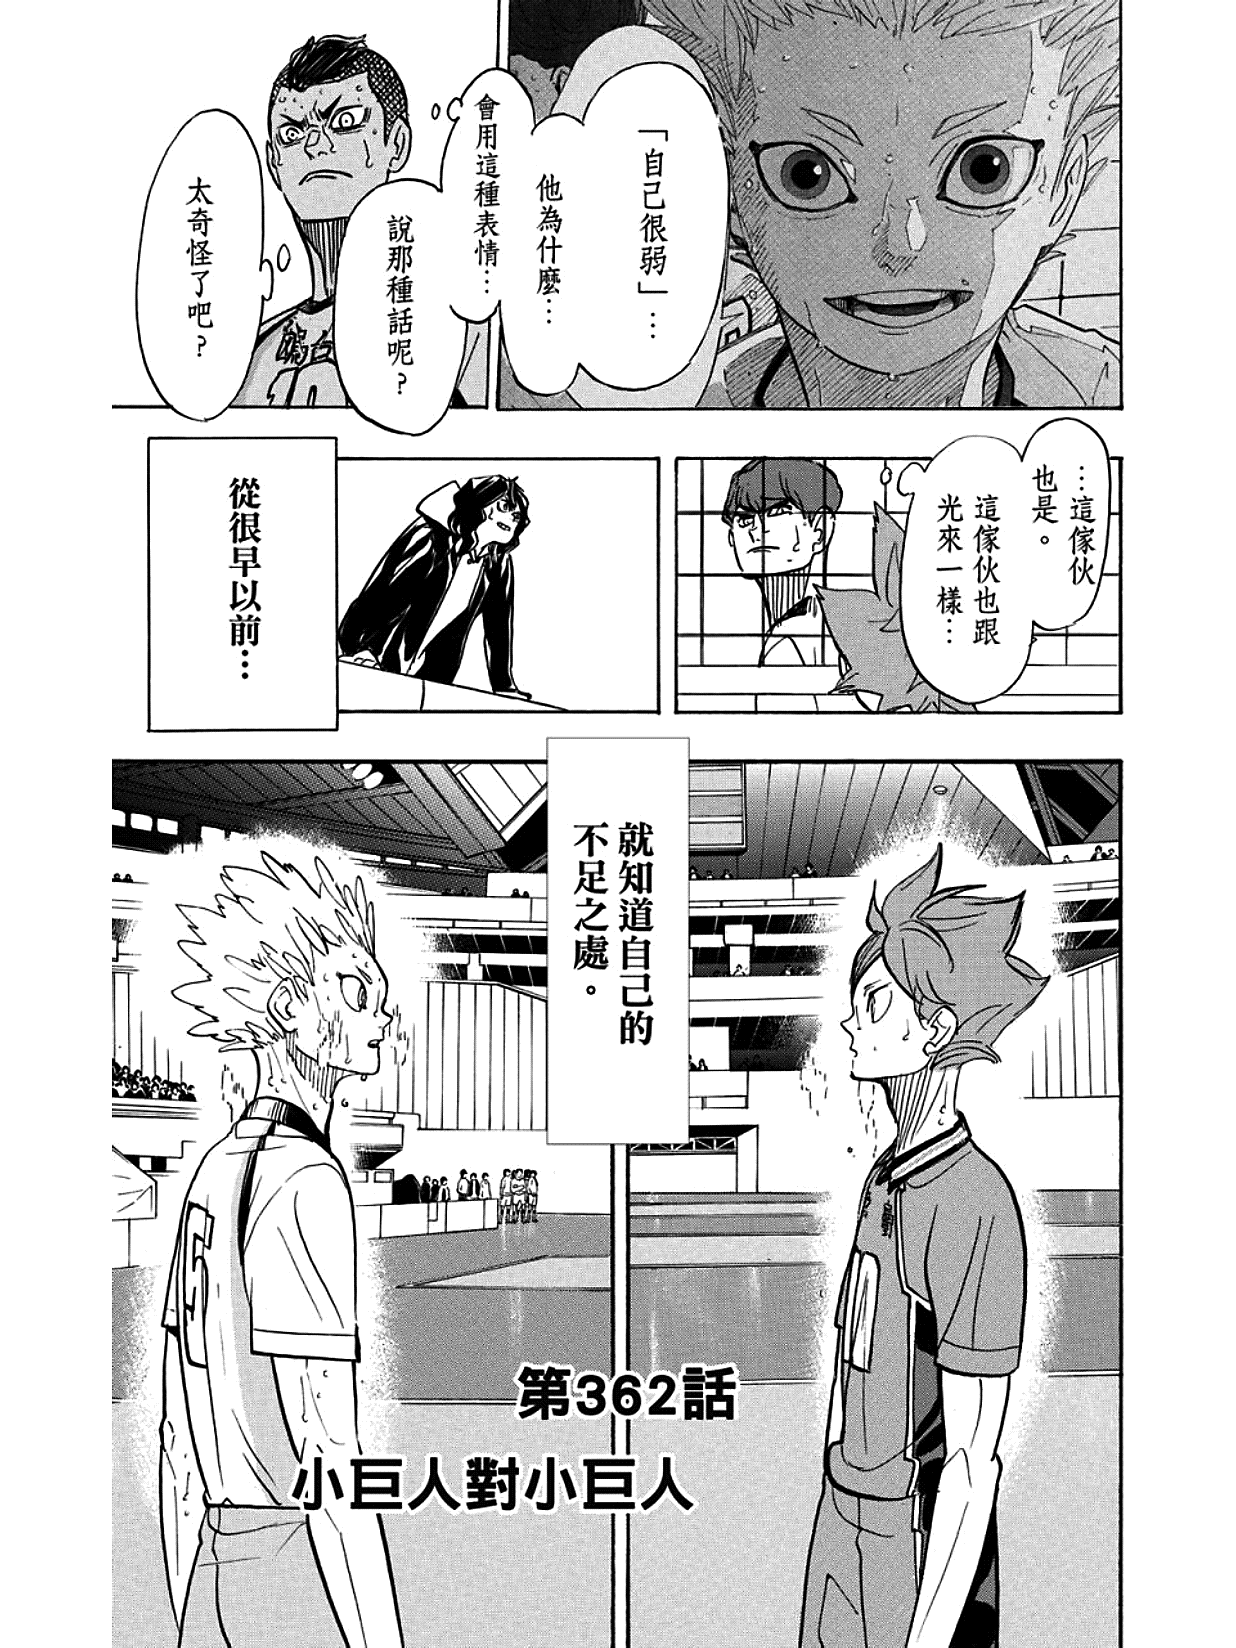 「自己很弱」…
他為什麼…
會用這種表情…
說那種話呢？
太奇怪了吧？
…這傢伙
也是。
這傢伙也跟
光來一樣…
從很早以前…
就知道自己的
不足之處。
第362話
小巨人對小巨人